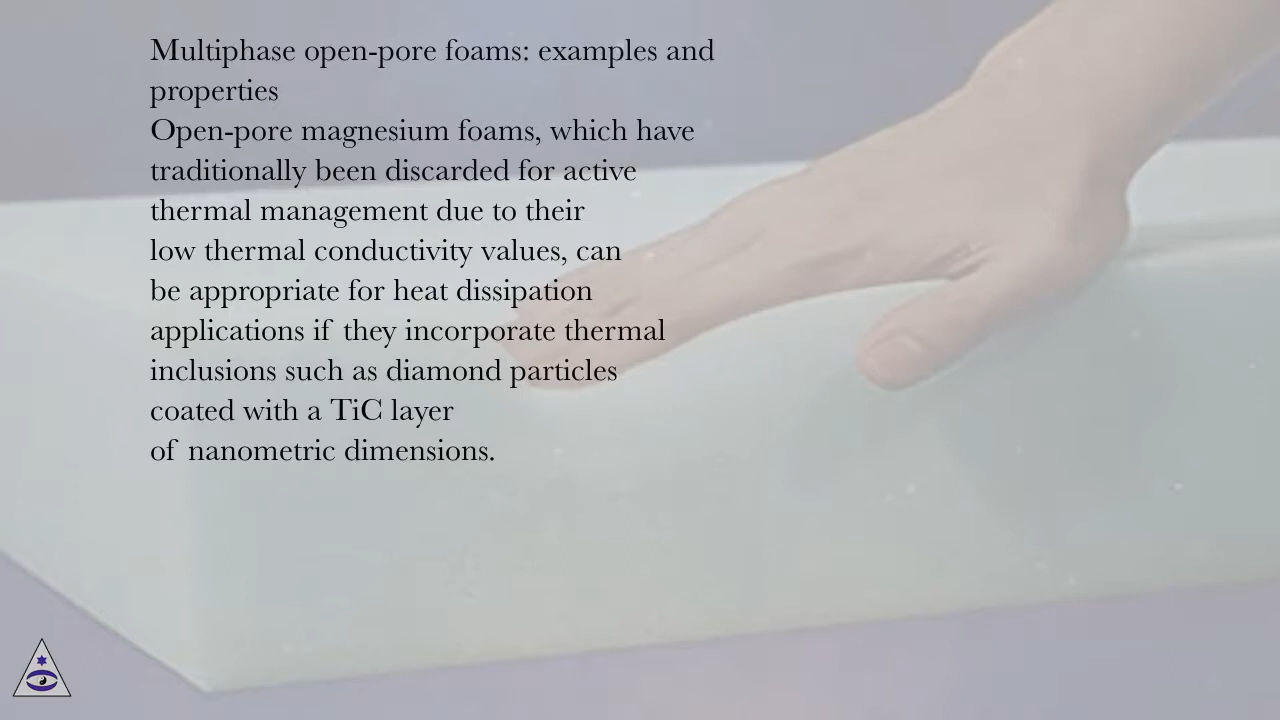 Multiphase open-pore foams: examples and
properties
Open-pore magnesium foams, which have
traditionally been discarded for active
thermal management due to their
low thermal conductivity values, can
be appropriate for heat dissipation
applications if they incorporate thermal
inclusions such as diamond particles
coated with a TiC layer
of nanometric dimensions.